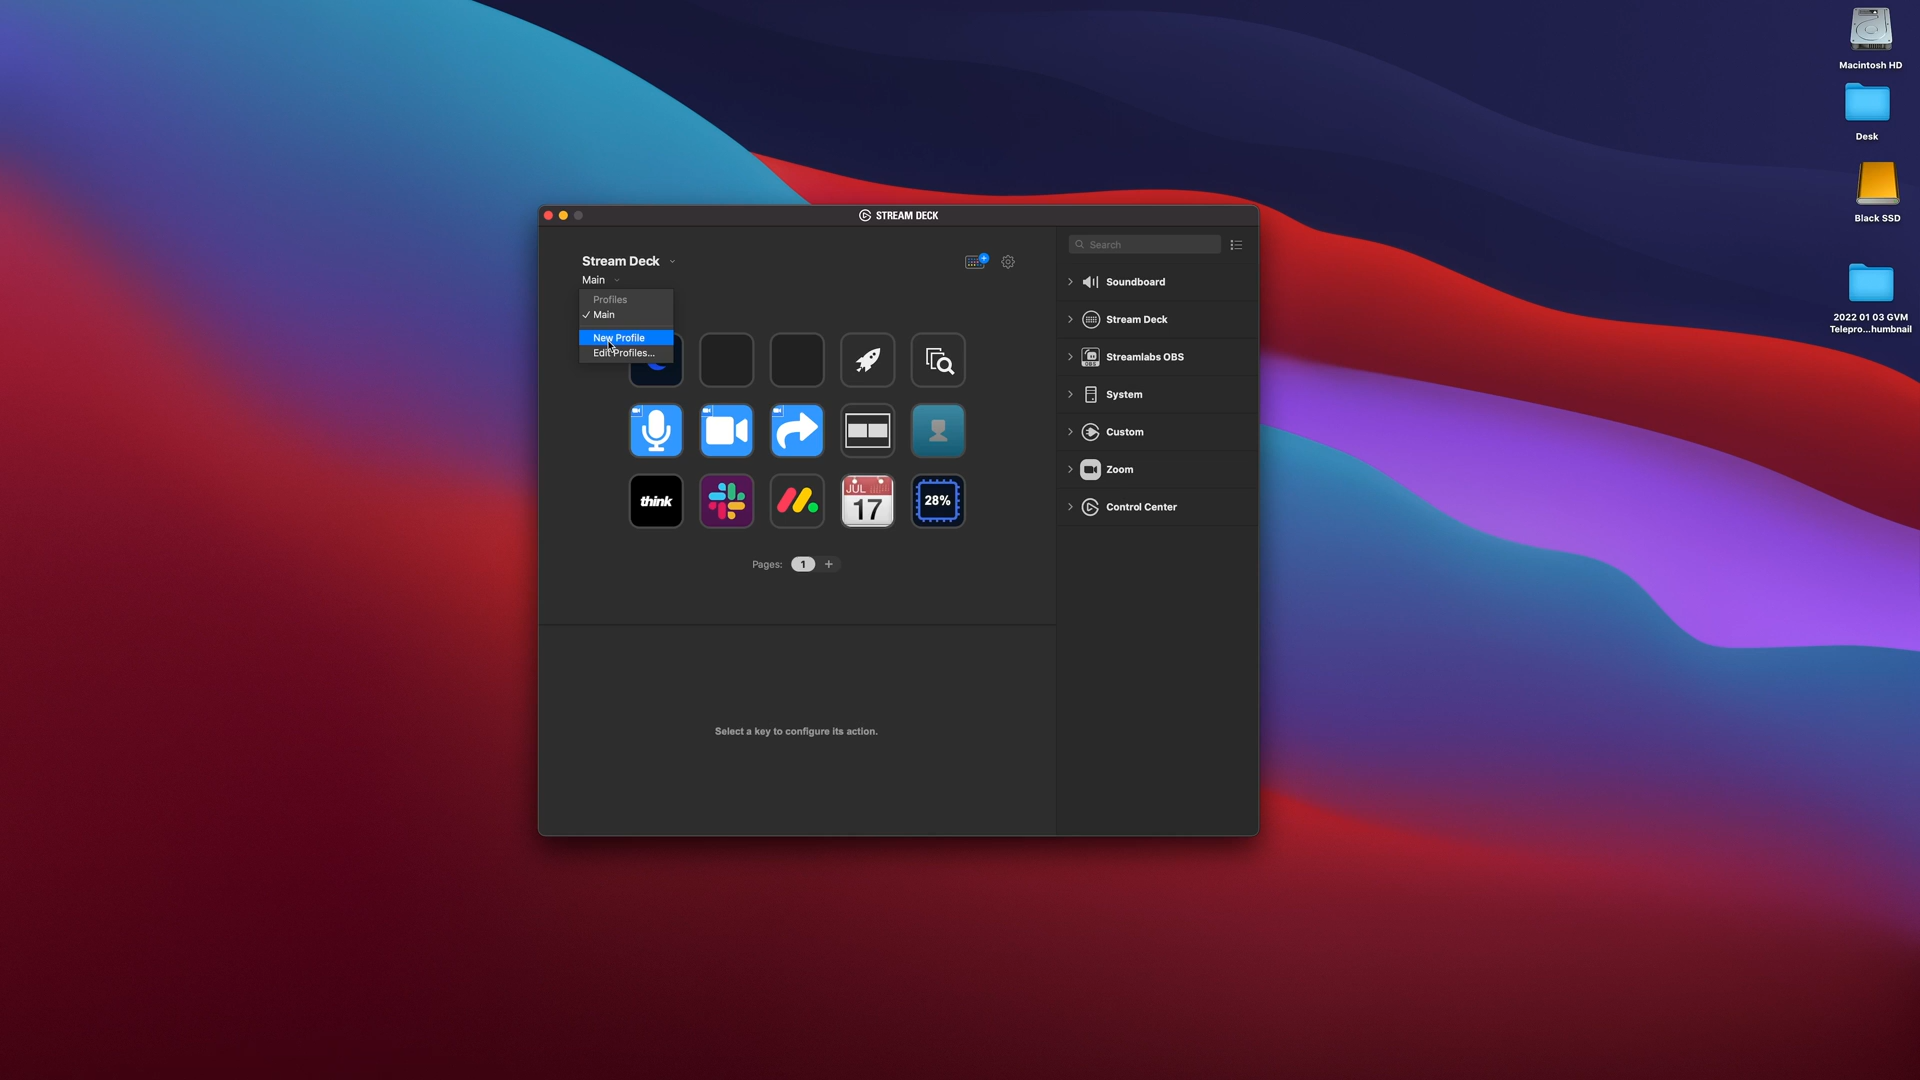 STREAM DECK
Stream Deck
Main
Profiles
✓ Main
New Profile
Edit Profiles...
think
JUL
17
28%
Pages: 1 +
Select a key to configure its action.
Search
Soundboard
Stream Deck
Streamlabs OBS
System
Custom
Zoom
Control Center
Macintosh HD
Desk
Black SSD
2022 01 03 GVM
Telepro...humbnail